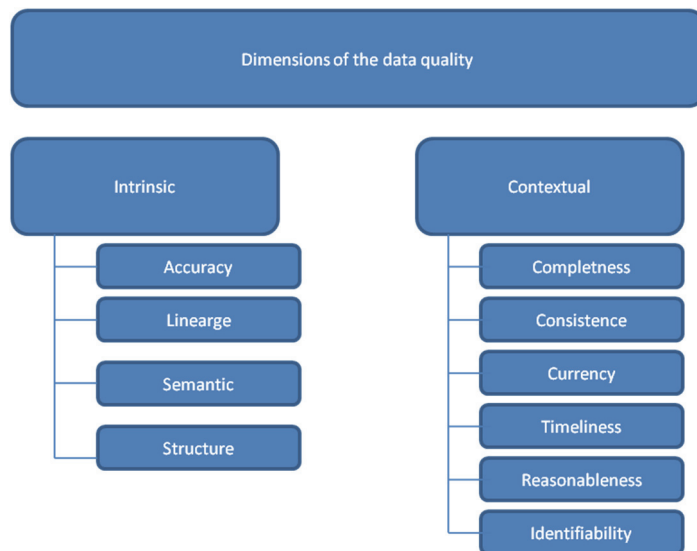 Dimensions of the data quality
Intrinsic
Accuracy
Linearge
Semantic
Structure
Contextual
Completness
Consistence
Currency
Timeliness
Reasonableness
Identifiability